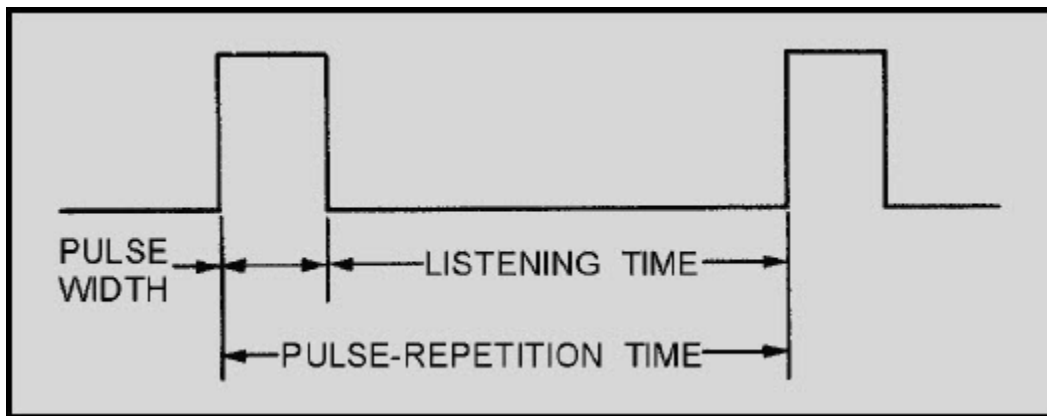 PULSE
WIDTH
LISTENING TIME
PULSE-REPETITION TIME